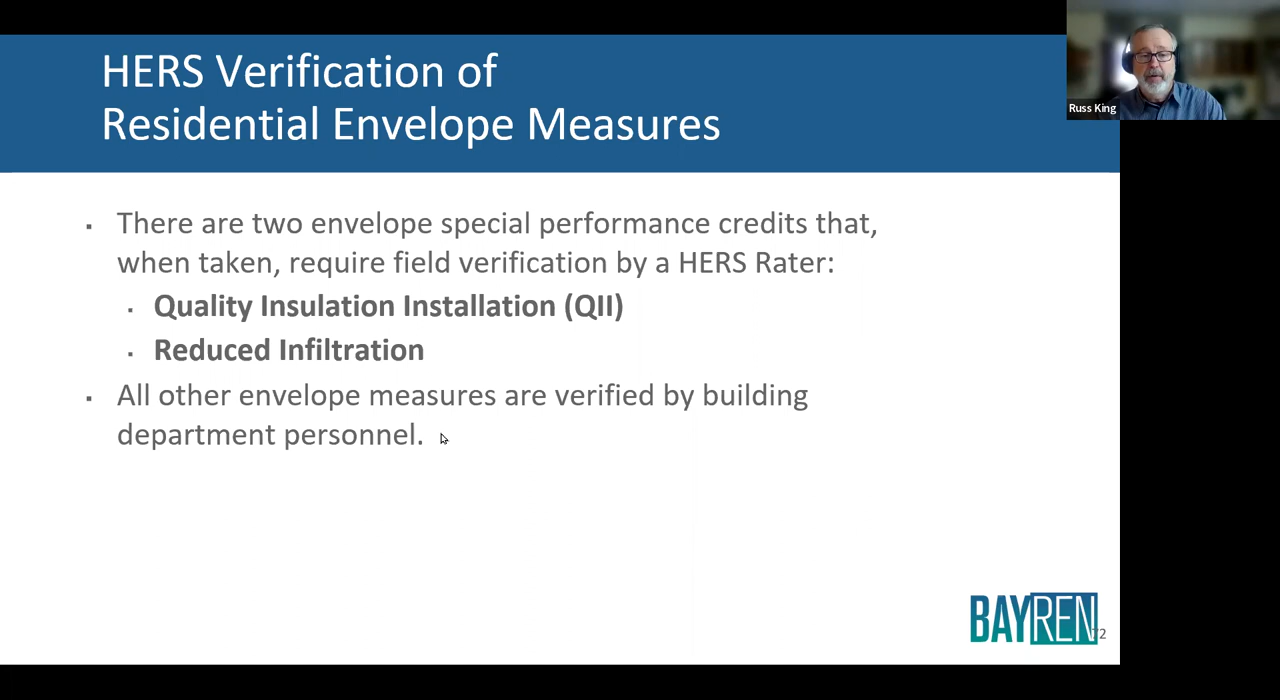 HERS Verification of
Residential Envelope Measures
Russ King
▪ There are two envelope special performance credits that,
when taken, require field verification by a HERS Rater:
▪ Quality Insulation Installation (QII)
▪ Reduced Infiltration
▪ All other envelope measures are verified by building
department personnel.
BAYREN
72